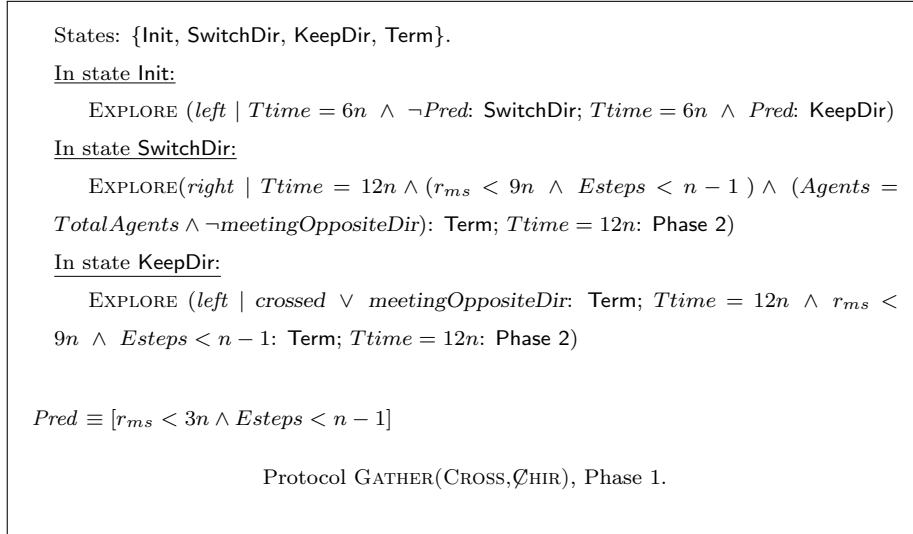 States: {Init, SwitchDir, KeepDir, Term}.
In state Init:
EXPLORE (left | Ttime = 6n ∧ ¬Pred: SwitchDir; Ttime = 6n ∧ Pred: KeepDir)
In state SwitchDir:
EXPLORE(right | Ttime = 12n ∧ (r_ms < 9n ∧ Esteps < n − 1 ) ∧ (Agents =
TotalAgents ∧ ¬meetingOppositeDir): Term; Ttime = 12n: Phase 2)
In state KeepDir:
EXPLORE (left | crossed ∨ meetingOppositeDir: Term; Ttime = 12n ∧ r_ms <
9n ∧ Esteps < n − 1: Term; Ttime = 12n: Phase 2)
Pred ≡ [r_ms < 3n ∧ Esteps < n − 1]
Protocol GATHER(CROSS,C̸HIR), Phase 1.